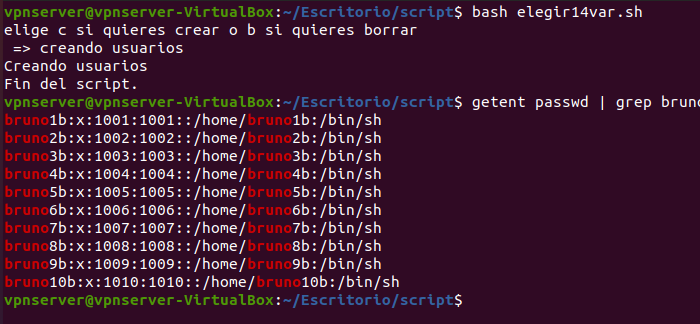 vpnserver@vpnserver-VirtualBox:~/Escritorio/script$ bash elegir14var.sh
elige c si quieres crear o b si quieres borrar
 => creando usuarios
Creando usuarios
Fin del script.
vpnserver@vpnserver-VirtualBox:~/Escritorio/script$ getent passwd | grep bruno
bruno1b:x:1001:1001::/home/bruno1b:/bin/sh
bruno2b:x:1002:1002::/home/bruno2b:/bin/sh
bruno3b:x:1003:1003::/home/bruno3b:/bin/sh
bruno4b:x:1004:1004::/home/bruno4b:/bin/sh
bruno5b:x:1005:1005::/home/bruno5b:/bin/sh
bruno6b:x:1006:1006::/home/bruno6b:/bin/sh
bruno7b:x:1007:1007::/home/bruno7b:/bin/sh
bruno8b:x:1008:1008::/home/bruno8b:/bin/sh
bruno9b:x:1009:1009::/home/bruno9b:/bin/sh
bruno10b:x:1010:1010::/home/bruno10b:/bin/sh
vpnserver@vpnserver-VirtualBox:~/Escritorio/script$